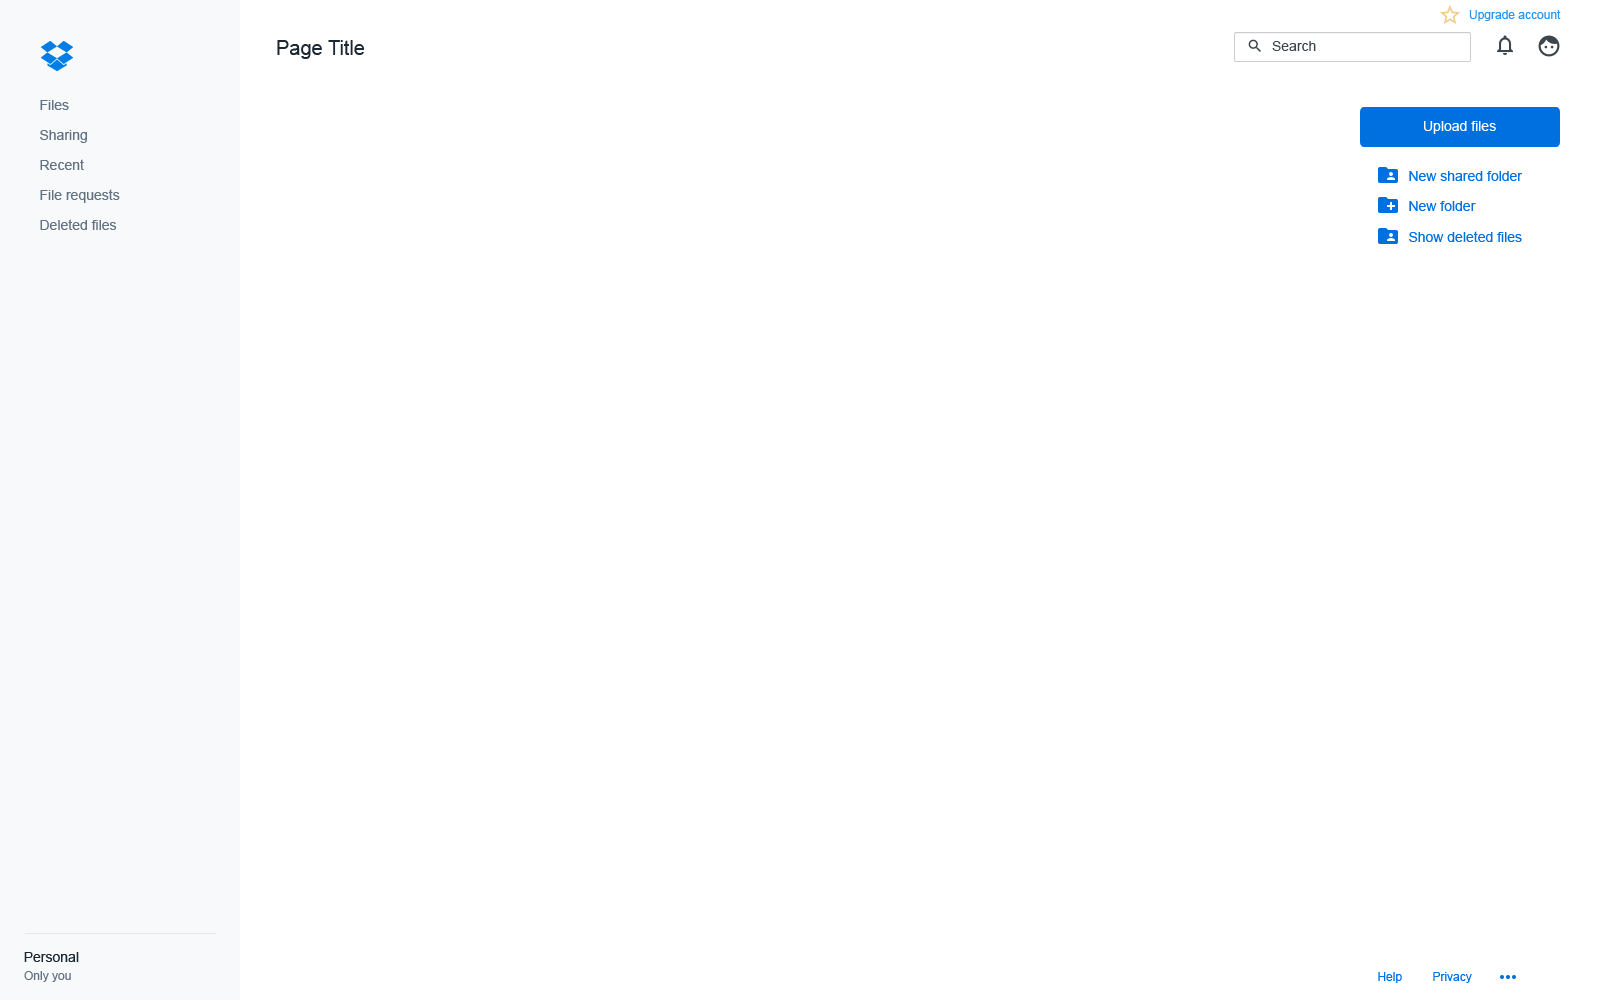 Upgrade account
Page Title
Search
Files
Sharing
Recent
File requests
Deleted files
Upload files
New shared folder
New folder
Show deleted files
Personal
Only you
Help
Privacy